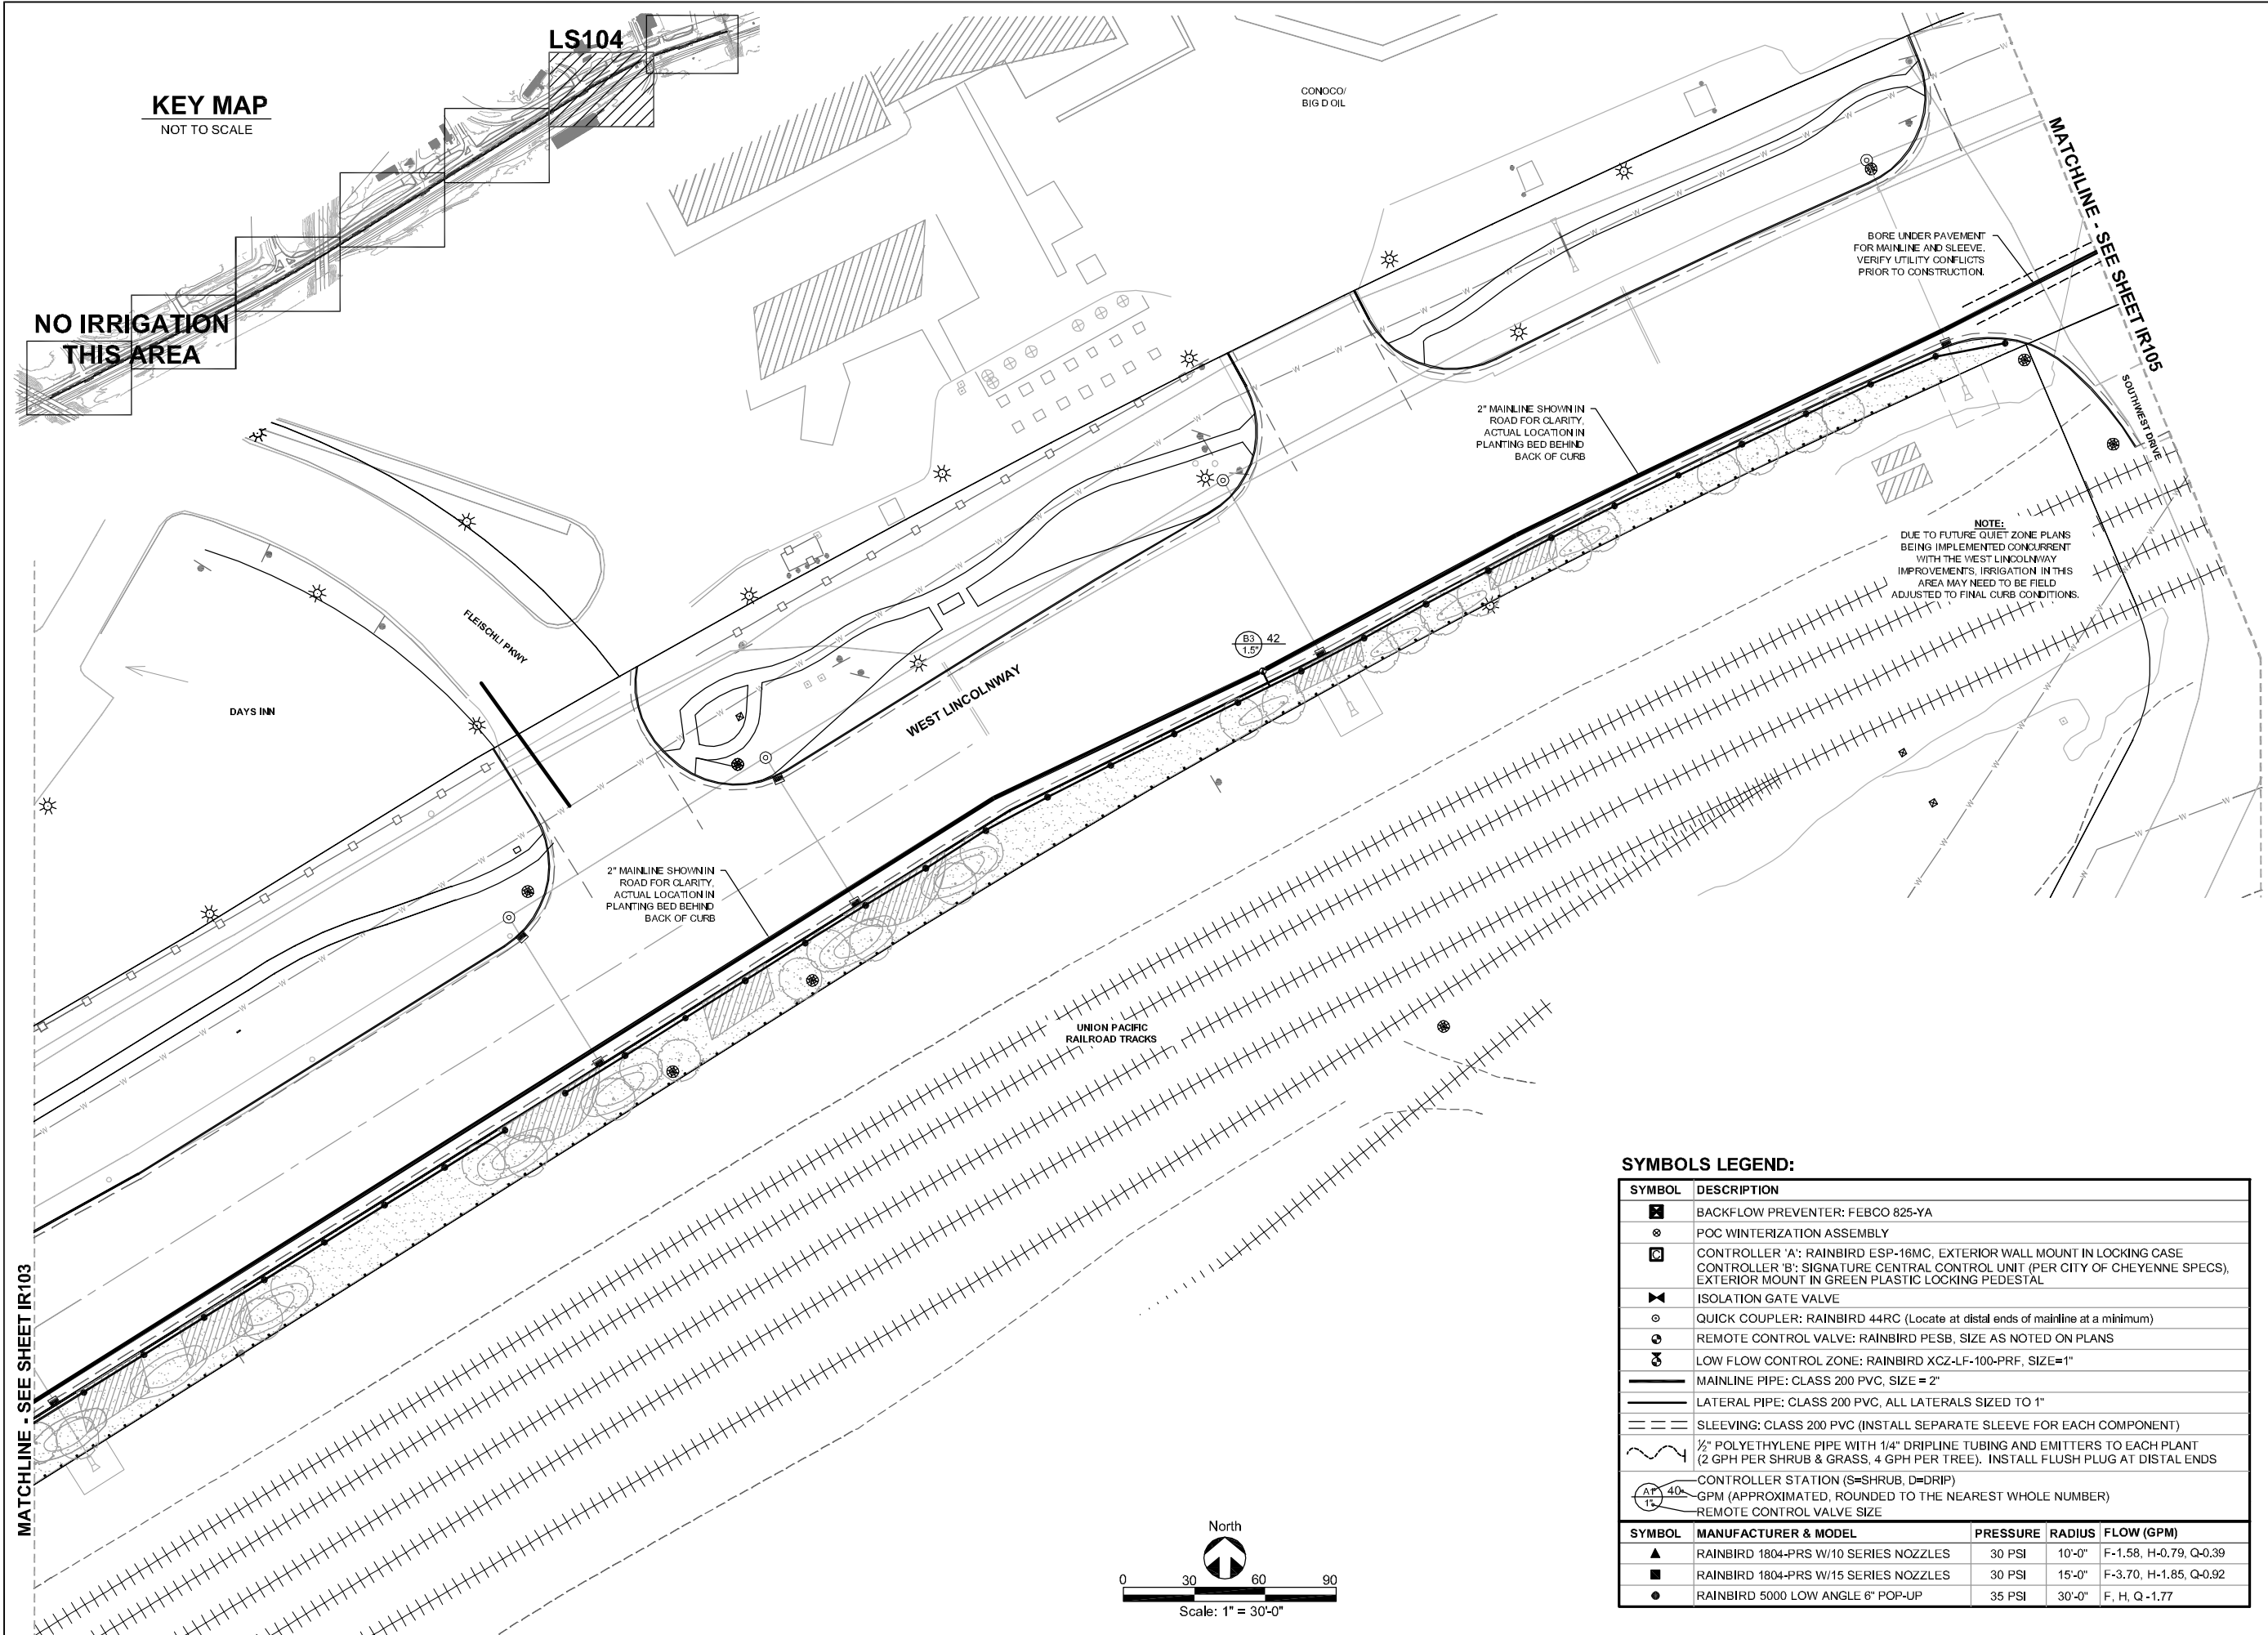 LS104
KEY MAP
NOT TO SCALE
NO IRRIGATION
THIS AREA
CONOCO/
BIG D OIL
MATCHLINE - SEE SHEET IR105
BORE UNDER PAVEMENT
FOR MAINLINE AND SLEEVE.
VERIFY UTILITY CONFLICTS
PRIOR TO CONSTRUCTION.
SOUTHWEST DRIVE
2" MAINLINE SHOWN IN
ROAD FOR CLARITY,
ACTUAL LOCATION IN
PLANTING BED BEHIND
BACK OF CURB
NOTE:
DUE TO FUTURE QUIET ZONE PLANS
BEING IMPLEMENTED CONCURRENT
WITH THE WEST LINCOLNWAY
IMPROVEMENTS, IRRIGATION IN THIS
AREA MAY NEED TO BE FIELD
ADJUSTED TO FINAL CURB CONDITIONS.
FLEISCHLI PKWY
B3 42
1.5"
DAYS INN
WEST LINCOLNWAY
2" MAINLINE SHOWN IN
ROAD FOR CLARITY,
ACTUAL LOCATION IN
PLANTING BED BEHIND
BACK OF CURB
UNION PACIFIC
RAILROAD TRACKS
MATCHLINE - SEE SHEET IR103
North
0 30 60 90
Scale: 1" = 30'-0"
SYMBOLS LEGEND:
SYMBOL DESCRIPTION
BACKFLOW PREVENTER: FEBCO 825-YA
POC WINTERIZATION ASSEMBLY
C CONTROLLER 'A': RAINBIRD ESP-16MC, EXTERIOR WALL MOUNT IN LOCKING CASE
CONTROLLER 'B': SIGNATURE CENTRAL CONTROL UNIT (PER CITY OF CHEYENNE SPECS),
EXTERIOR MOUNT IN GREEN PLASTIC LOCKING PEDESTAL
ISOLATION GATE VALVE
QUICK COUPLER: RAINBIRD 44RC (Locate at distal ends of mainline at a minimum)
REMOTE CONTROL VALVE: RAINBIRD PESB, SIZE AS NOTED ON PLANS
LOW FLOW CONTROL ZONE: RAINBIRD XCZ-LF-100-PRF, SIZE=1"
MAINLINE PIPE: CLASS 200 PVC, SIZE = 2"
LATERAL PIPE: CLASS 200 PVC, ALL LATERALS SIZED TO 1"
SLEEVING: CLASS 200 PVC (INSTALL SEPARATE SLEEVE FOR EACH COMPONENT)
½" POLYETHYLENE PIPE WITH 1/4" DRIPLINE TUBING AND EMITTERS TO EACH PLANT
(2 GPH PER SHRUB & GRASS, 4 GPH PER TREE). INSTALL FLUSH PLUG AT DISTAL ENDS
CONTROLLER STATION (S=SHRUB, D=DRIP)
A1 40 GPM (APPROXIMATED, ROUNDED TO THE NEAREST WHOLE NUMBER)
1" REMOTE CONTROL VALVE SIZE
SYMBOL MANUFACTURER & MODEL PRESSURE RADIUS FLOW (GPM)
RAINBIRD 1804-PRS W/10 SERIES NOZZLES 30 PSI 10'-0" F-1.58, H-0.79, Q-0.39
RAINBIRD 1804-PRS W/15 SERIES NOZZLES 30 PSI 15'-0" F-3.70, H-1.85, Q-0.92
RAINBIRD 5000 LOW ANGLE 6" POP-UP 35 PSI 30'-0" F, H, Q -1.77